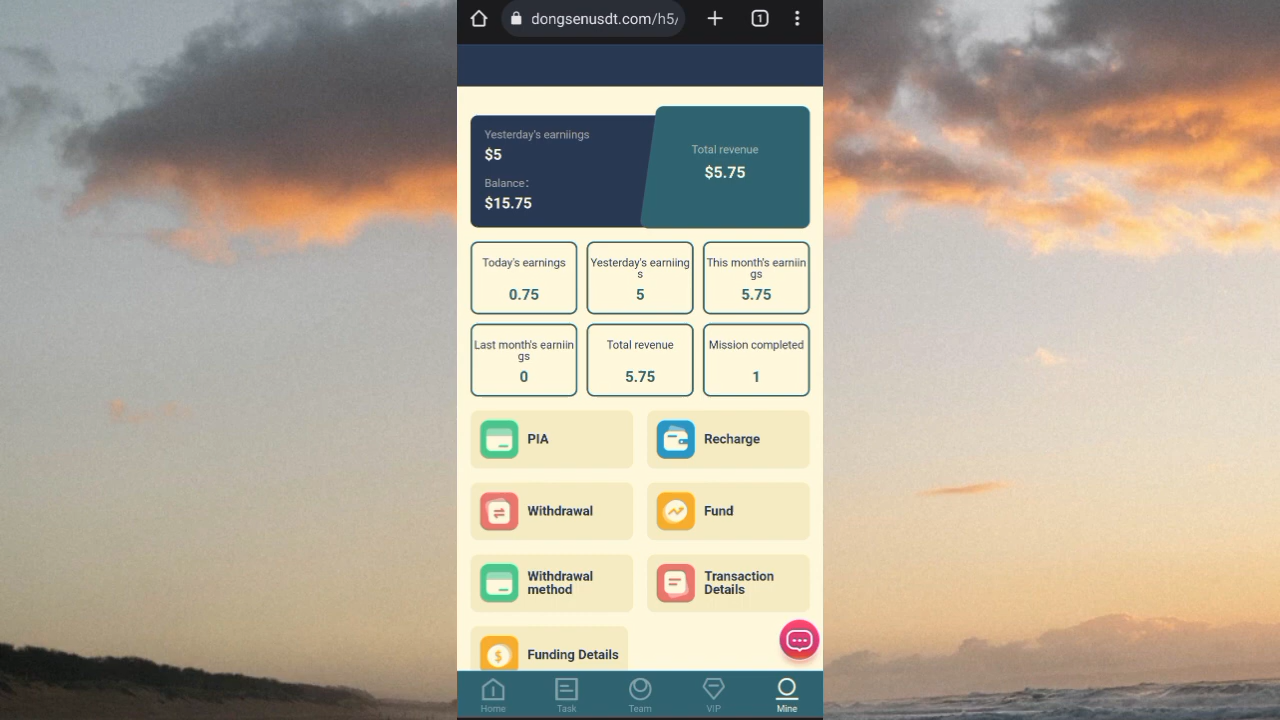 dongsenusdt.com/h5/
1
Yesterday's earniings
$5
Balance:
$15.75
Total revenue
$5.75
Today's earnings
0.75
Yesterday's earniing
s
5
This month's earniin
gs
5.75
Last month's earniin
gs
0
Total revenue
5.75
Mission completed
1
PIA
Recharge
Withdrawal
Fund
Withdrawal
method
Transaction
Details
Funding Details
Home
Task
Team
VIP
Mine